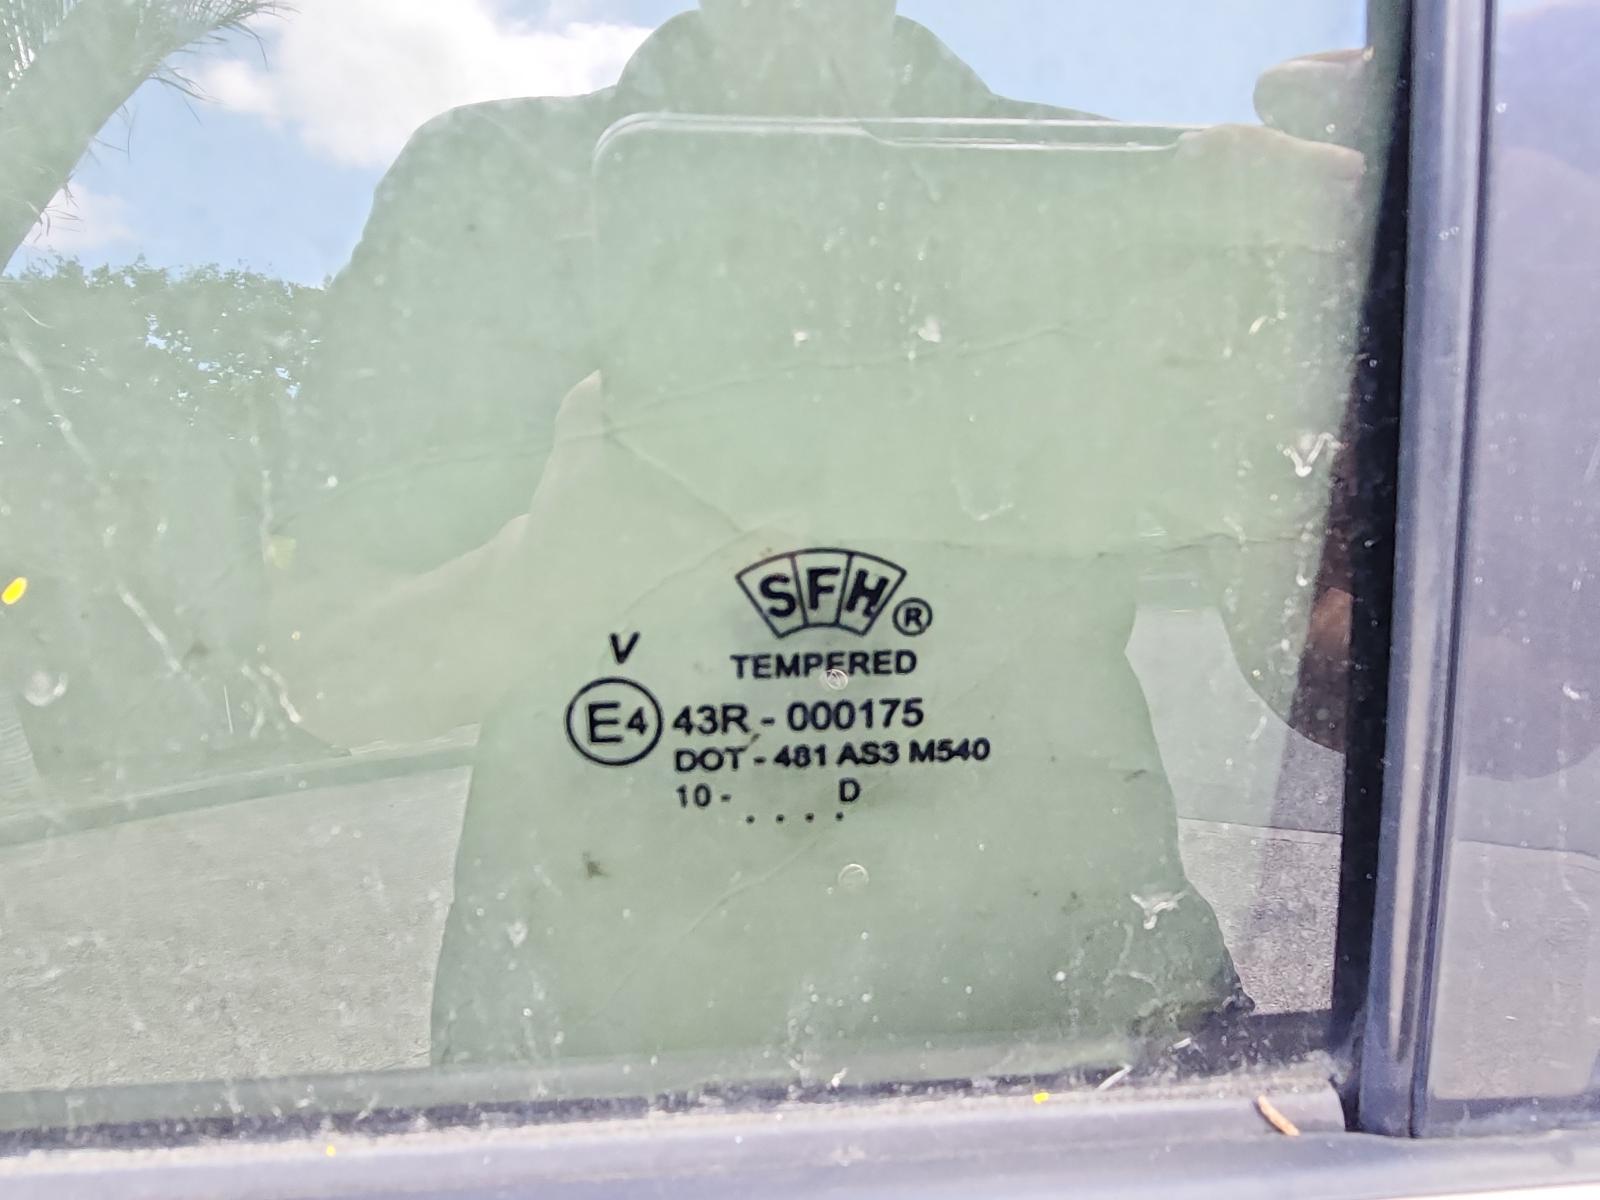 SFH ®
TEMPERED
V
E4 43R - 000175
DOT - 481 AS3 M540
10 - D
. . . .